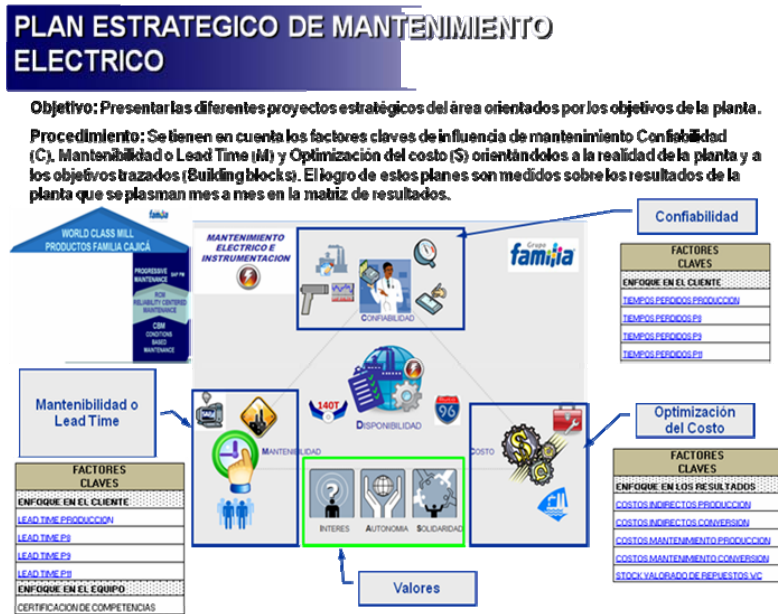 PLAN ESTRATEGICO DE MANTENIMIENTO
ELECTRICO
Objetivo: Presentar las diferentes proyectos estratégicos del área orientados por los objetivos de la planta.
Procedimiento: Se tienen en cuenta los factores claves de influencia de mantenimiento Confiabilidad
(C), Mantenibilidad o Lead Time (M) y Optimización del costo ($) orientándolos a la realidad de la planta y a
los objetivos trazados (Building blocks). El logro de estos planes son medidos sobre los resultados de la
planta que se plasman mes a mes en la matriz de resultados.
familia
WORLD CLASS MILL
PRODUCTOS FAMILIA CAJICÁ
PROGRESSIVE
MAINTENANCE SAP PM
RCM
RELIABILITY CENTERED
MAINTENANCE
CBM
CONDITIONS
BASED
MAINTENANCE
MANTENIMIENTO
ELECTRICO E
INSTRUMENTACION
CONFIABILIDAD
Grupo
familia
Confiabilidad
FACTORES
CLAVES
ENFOQUE EN EL CLIENTE
TIEMPOS PERDIDOS PRODUCCION
TIEMPOS PERDIDOS P8
TIEMPOS PERDIDOS P9
TIEMPOS PERDIDOS P11
Mantenibilidad o
Lead Time
140T
DISPONIBILIDAD
96
MANTENIBILIDAD
COSTO
Optimización
del Costo
FACTORES
CLAVES
ENFOQUE EN EL CLIENTE
LEAD TIME PRODUCCION
LEAD TIME P8
LEAD TIME P9
LEAD TIME P11
ENFOQUE EN EL EQUIPO
CERTIFICACION DE COMPETENCIAS
INTERES
AUTONOMIA
SOLIDARIDAD
Valores
FACTORES
CLAVES
ENFOQUE EN LOS RESULTADOS
COSTOS INDIRECTOS PRODUCCION
COSTOS INDIRECTOS CONVERSION
COSTOS MANTENIMIENTO PRODUCCION
COSTOS MANTENIMIENTO CONVERSION
STOCK VALORADO DE REPUESTOS VC